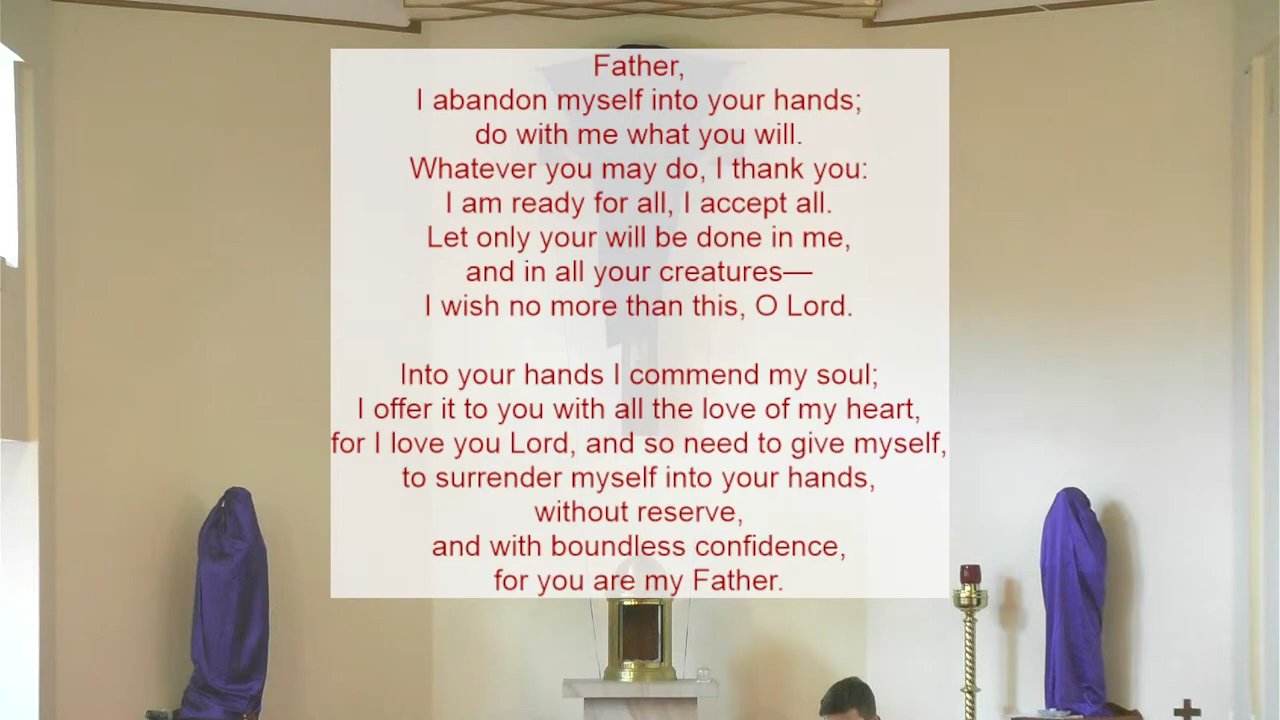 Father,
I abandon myself into your hands;
do with me what you will.
Whatever you may do, I thank you:
I am ready for all, I accept all.
Let only your will be done in me,
and in all your creatures—
I wish no more than this, O Lord.
Into your hands I commend my soul;
I offer it to you with all the love of my heart,
for I love you Lord, and so need to give myself,
to surrender myself into your hands,
without reserve,
and with boundless confidence,
for you are my Father.